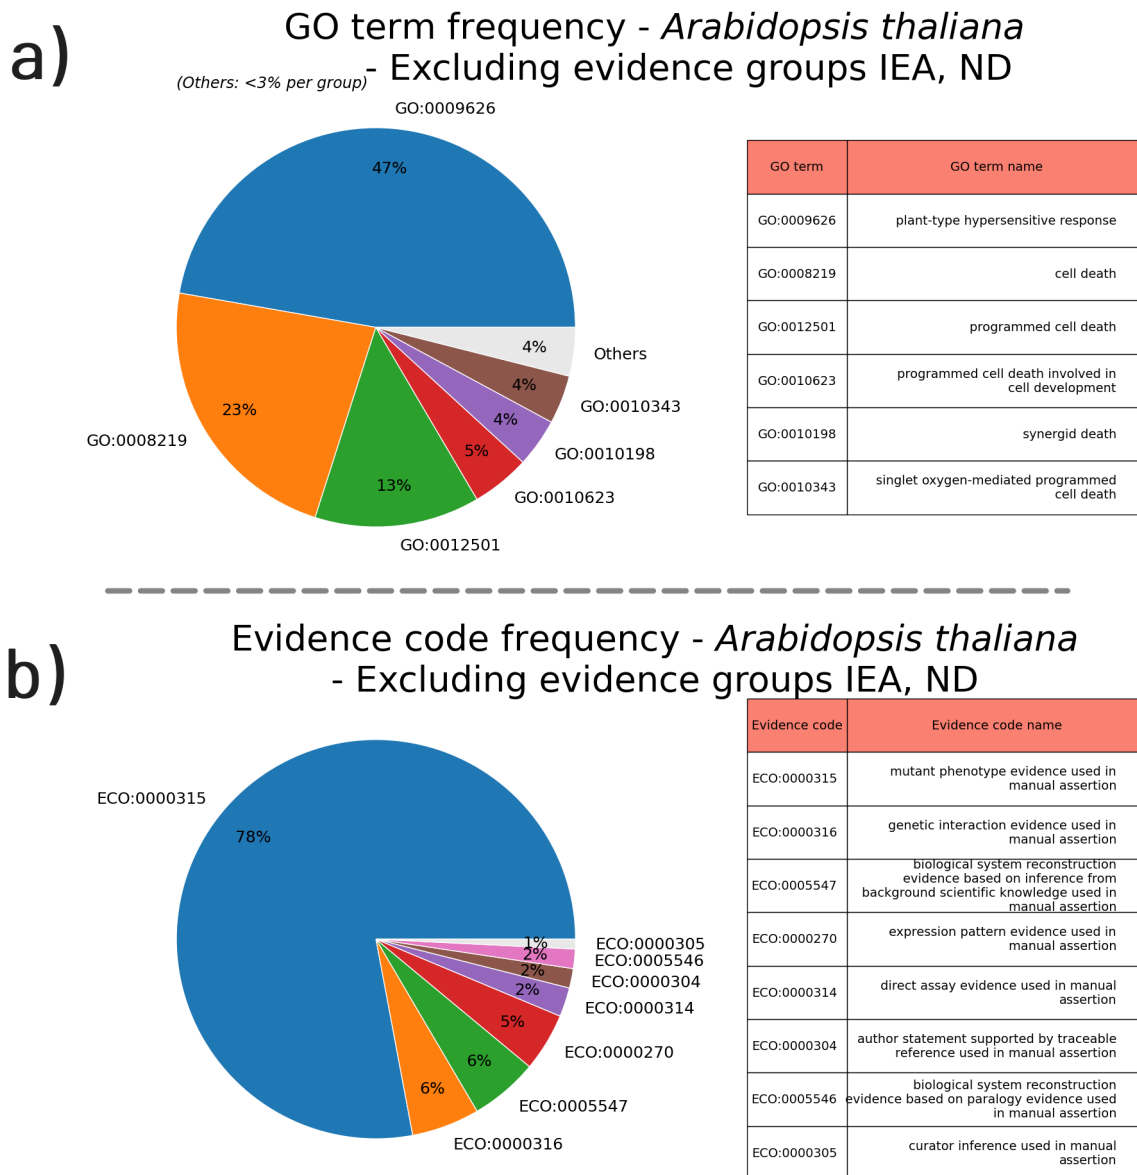 a)
GO term frequency - Arabidopsis thaliana
- Excluding evidence groups IEA, ND
(Others: <3% per group)
GO:0009626
47%
GO:0008219
23%
GO:0012501
13%
GO:0010623
5%
GO:0010198
4%
GO:0010343
4%
Others
4%
GO term GO term name
GO:0009626 plant-type hypersensitive response
GO:0008219 cell death
GO:0012501 programmed cell death
GO:0010623 programmed cell death involved in
cell development
GO:0010198 synergid death
GO:0010343 singlet oxygen-mediated programmed
cell death
b)
Evidence code frequency - Arabidopsis thaliana
- Excluding evidence groups IEA, ND
ECO:0000315
78%
ECO:0000316
6%
ECO:0005547
6%
ECO:0000270
5%
ECO:0000314
2%
ECO:0000304
2%
ECO:0005546
2%
ECO:0000305
1%
Evidence code Evidence code name
ECO:0000315 mutant phenotype evidence used in
manual assertion
ECO:0000316 genetic interaction evidence used in
manual assertion
ECO:0005547 biological system reconstruction
evidence based on inference from
background scientific knowledge used in
manual assertion
ECO:0000270 expression pattern evidence used in
manual assertion
ECO:0000314 direct assay evidence used in manual
assertion
ECO:0000304 author statement supported by traceable
reference used in manual assertion
ECO:0005546 biological system reconstruction
evidence based on paralogy evidence used
in manual assertion
ECO:0000305 curator inference used in manual
assertion